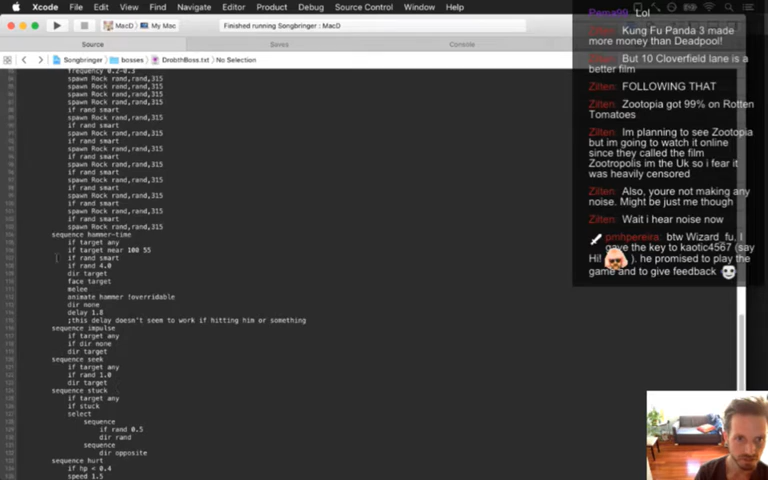 Xcode File Edit View Find Navigate Editor Product Debug Source Control Window Help
MacD My Mac
Finished running Songbringer : MacD
Source
Saves
Console
Songbringer bosses DrobthBoss.txt No Selection
frequency 0.2-0.3
spawn Rock rand,rand,315
spawn Rock rand,rand,315
spawn Rock rand,rand,315
spawn Rock rand,rand,315
if rand smart
spawn Rock rand,rand,315
if rand smart
spawn Rock rand,rand,315
if rand smart
spawn Rock rand,rand,315
if rand smart
spawn Rock rand,rand,315
if rand smart
spawn Rock rand,rand,315
if rand smart
spawn Rock rand,rand,315
if rand smart
spawn Rock rand,rand,315
if rand smart
spawn Rock rand,rand,315
sequence hammer-time
if target any
if target near 100 55
if rand smart
if rand 4.0
dir target
face target
melee
animate hammer !overridable
dir none
delay 1.8
;this delay doesn't seem to work if hitting him or something
sequence impulse
if target any
if dir none
dir target
sequence seek
if target any
if rand 1.0
dir target
sequence stuck
if target any
if stuck
select
sequence
if rand 0.5
dir rand
sequence
dir opposite
sequence hurt
if hp < 0.4
speed 1.5
Lol
Zilten: Kung Fu Panda 3 made
more money than Deadpool!
Zilten: But 10 Cloverfield lane is a
better film
Zilten: FOLLOWING THAT
Zilten: Zootopia got 99% on Rotten
Tomatoes
Zilten: Im planning to see Zootopia
but im going to watch it online
since they called the film
Zootropolis im the Uk so i fear it
was heavily censored
Zilten: Also, youre not making any
noise. Might be just me though
Zilten: Wait i hear noise now
pmhpereira: btw Wizard_fu, I
gave the key to kaotic4567 (say
Hi! ). he promised to play the
game and to give feedback